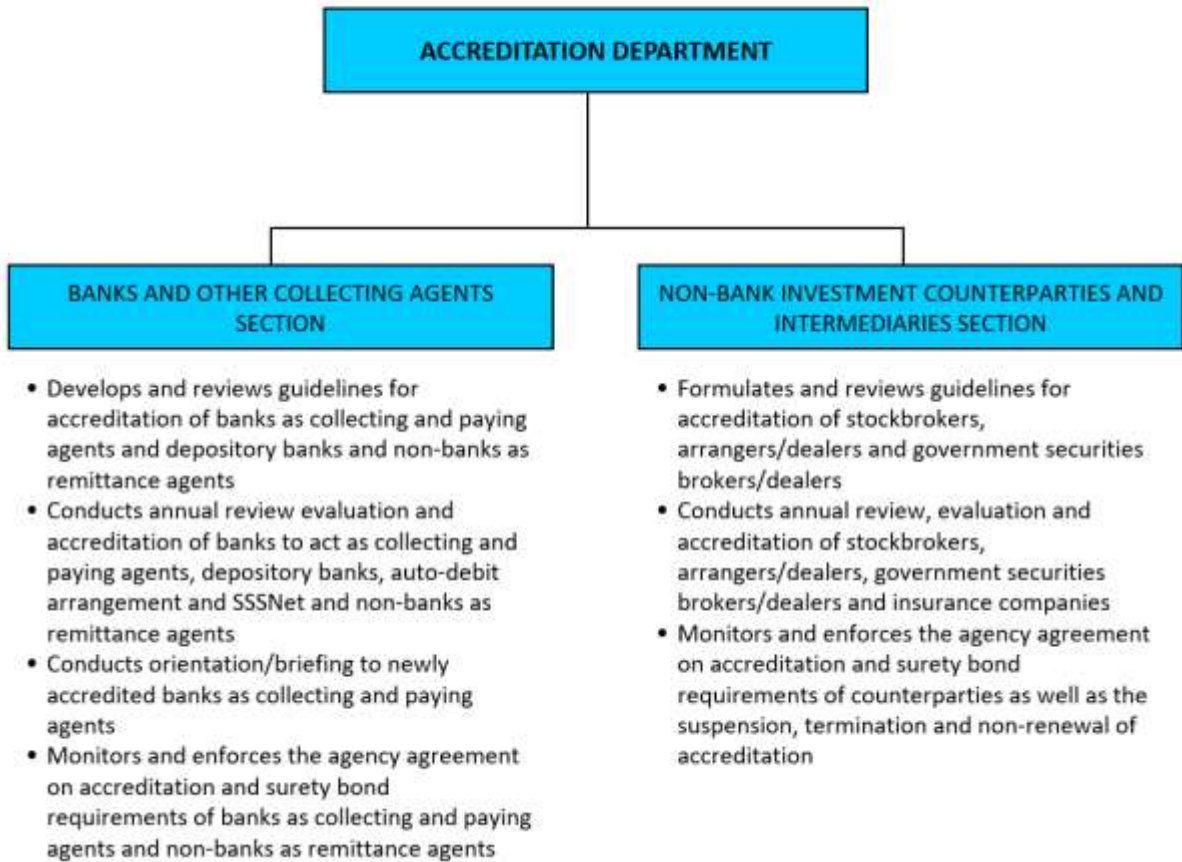 ACCREDITATION DEPARTMENT
BANKS AND OTHER COLLECTING AGENTS
SECTION
• Develops and reviews guidelines for
accreditation of banks as collecting and paying
agents and depository banks and non-banks as
remittance agents
• Conducts annual review evaluation and
accreditation of banks to act as collecting and
paying agents, depository banks, auto-debit
arrangement and SSSNet and non-banks as
remittance agents
• Conducts orientation/briefing to newly
accredited banks as collecting and paying
agents
• Monitors and enforces the agency agreement
on accreditation and surety bond
requirements of banks as collecting and paying
agents and non-banks as remittance agents
NON-BANK INVESTMENT COUNTERPARTIES AND
INTERMEDIARIES SECTION
• Formulates and reviews guidelines for
accreditation of stockbrokers,
arrangers/dealers and government securities
brokers/dealers
• Conducts annual review, evaluation and
accreditation of stockbrokers,
arrangers/dealers, government securities
brokers/dealers and insurance companies
• Monitors and enforces the agency agreement
on accreditation and surety bond
requirements of counterparties as well as the
suspension, termination and non-renewal of
accreditation